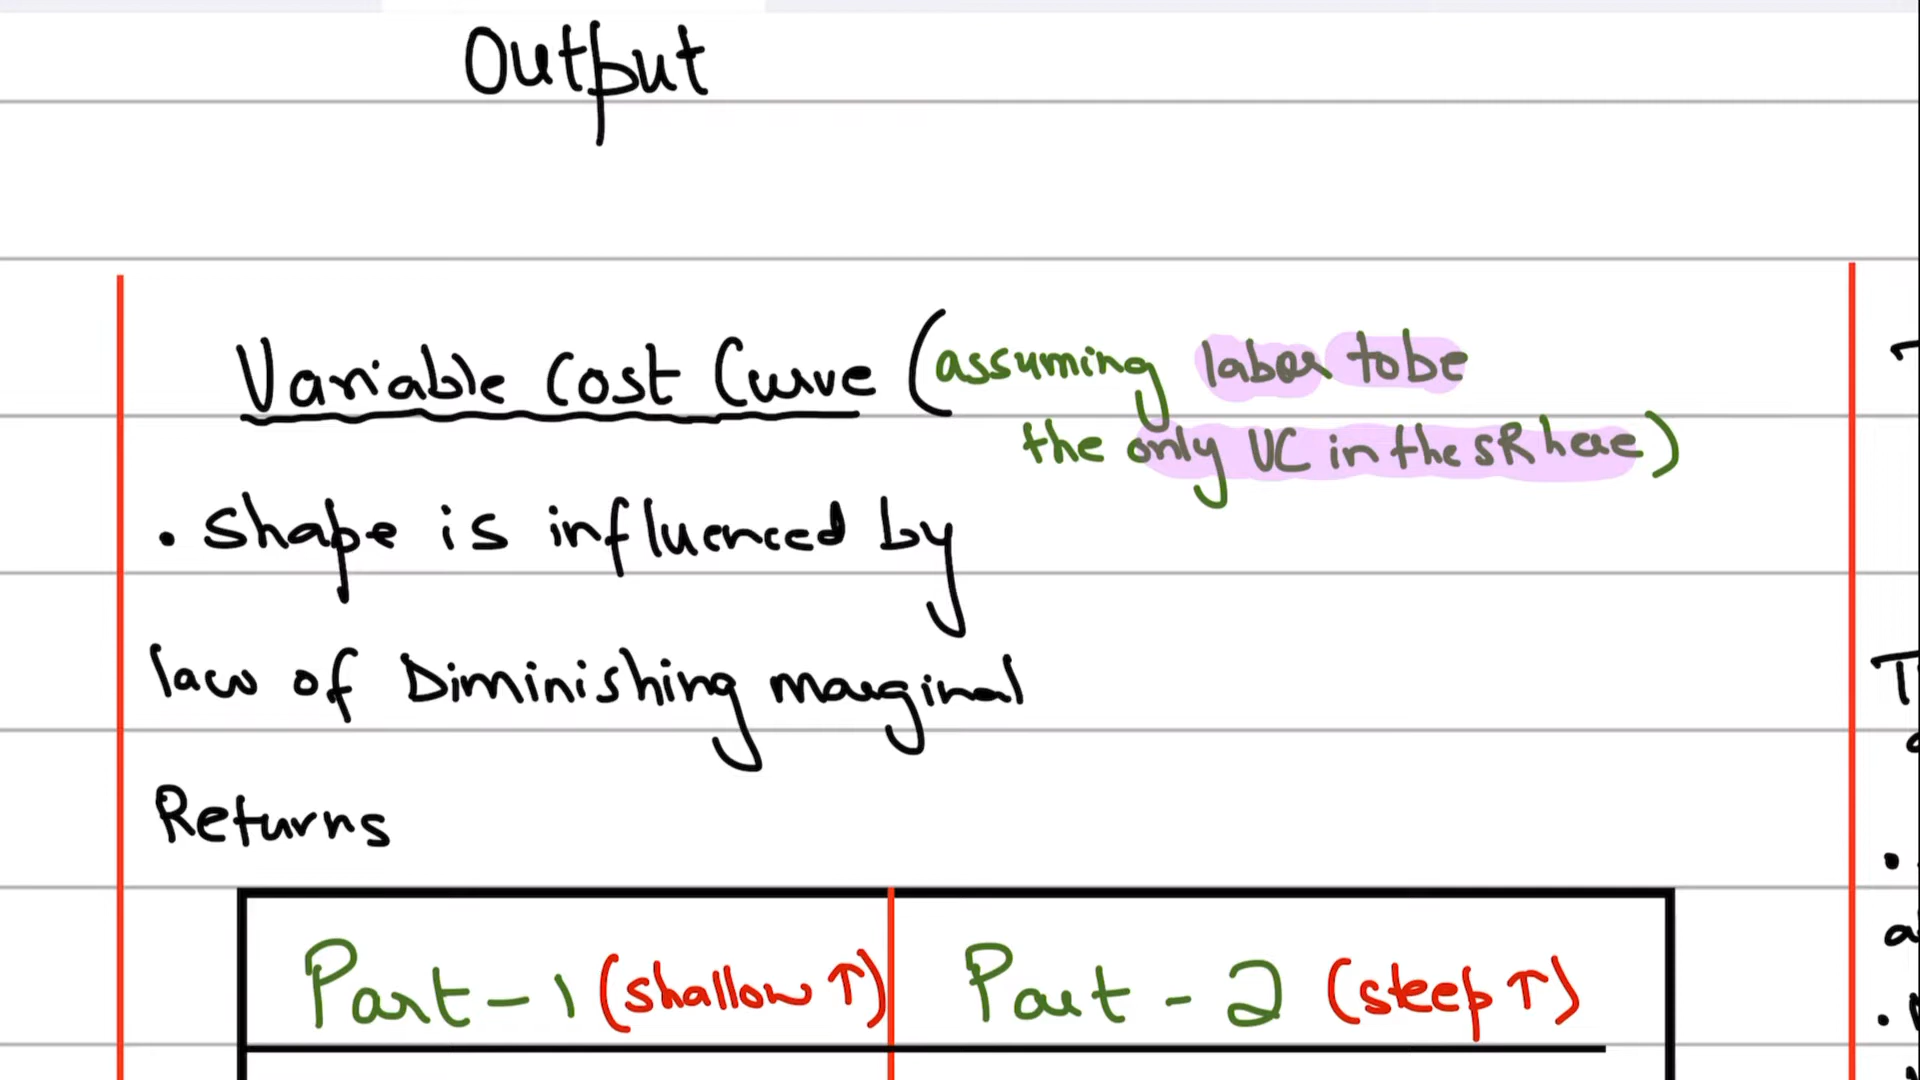 Output
Variable Cost Curve (assuming labor to be
the only VC in the SR here)
. Shape is influenced by
law of Diminishing marginal
Returns
Part - 1 (shallow ↑) Part - 2 (steep ↑)